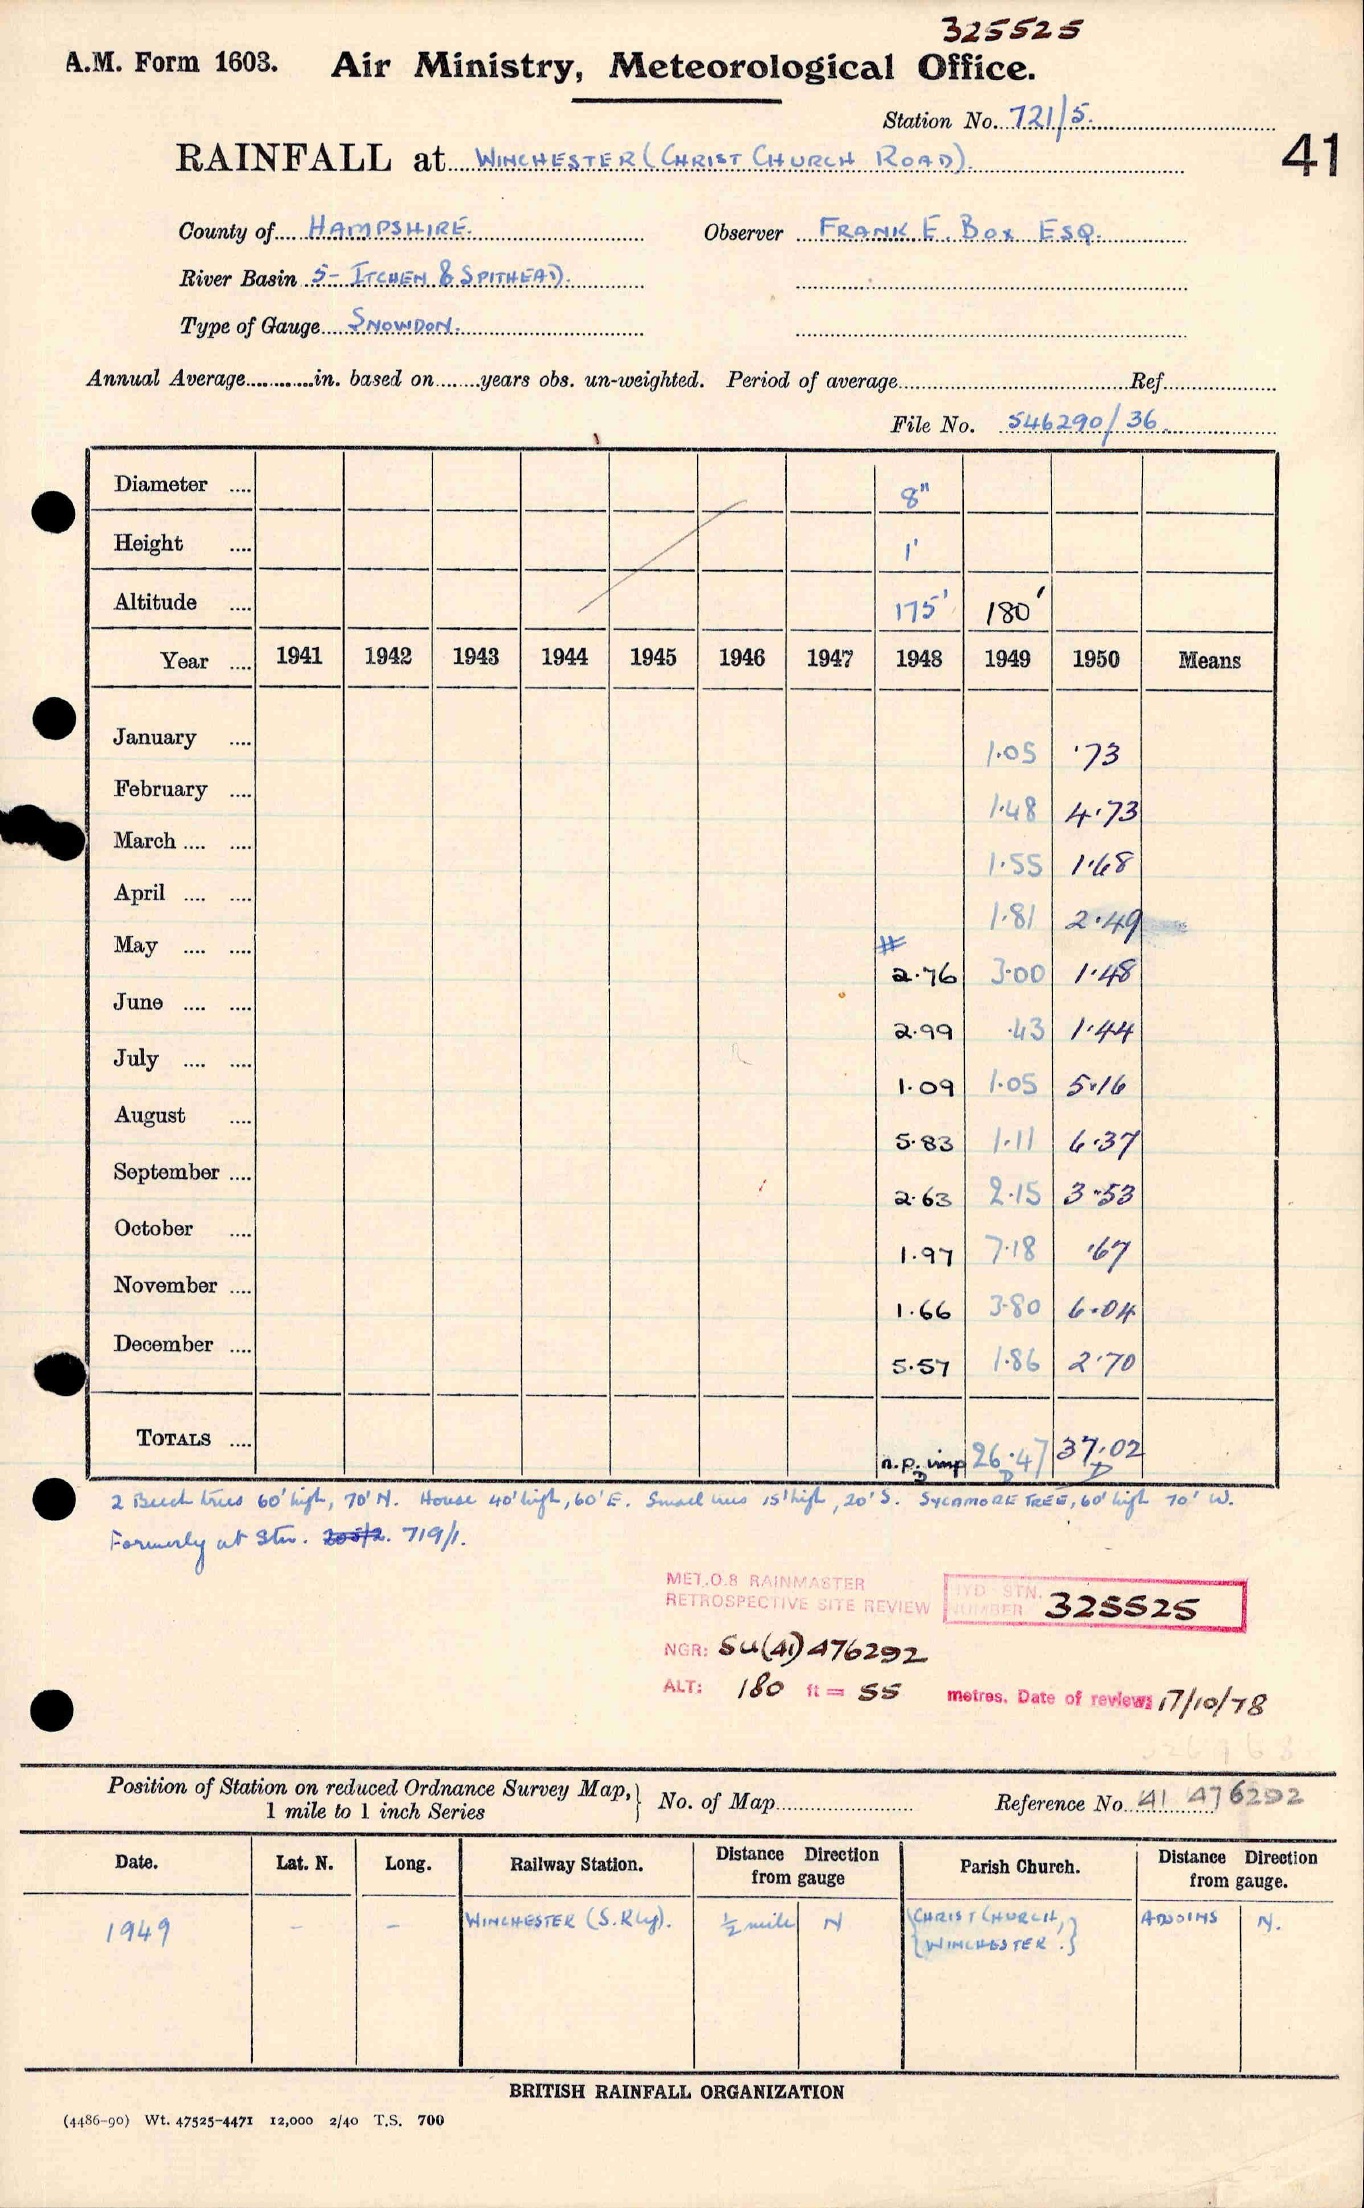 325525
A.M. Form 1603. Air Ministry, Meteorological Office.
Station No. 721/5.
41
RAINFALL at WINCHESTER (CHRIST CHURCH ROAD).
County of HAMPSHIRE. Observer FRANK E. BOX ESQ.
River Basin 5- ITCHEN & SPITHEAD.
Type of Gauge SNOWDON.
Annual Average............in. based on........years obs. un-weighted. Period of average............Ref............
File No. 546290/36.
Diameter .... 8"
Height .... 1'
Altitude .... 175' 180'
Year .... 1941 1942 1943 1944 1945 1946 1947 1948 1949 1950 Means
January .... 1.05 .73
February .... 1.48 4.73
March .... .... 1.55 1.68
April .... .... 1.81 2.49
#
May .... .... 2.76 3.00 1.48
June .... .... 2.99 .43 1.44
July .... .... 1.09 1.05 5.16
August .... 5.83 1.11 6.37
September .... 2.63 2.15 3.53
October .... 1.97 7.18 .67
November .... 1.66 3.80 6.04
December .... 5.57 1.86 2.70
TOTALS .... n.p. imp 26.47 37.02
D D D
2 Beech trees 60' high, 70' N. House 40' high, 60' E. Small trees 15' high, 20' S. SYCAMORE TREE, 60' high 70' W.
Formerly at Stn. 719/1.
MET.O.8 RAINMASTER
RETROSPECTIVE SITE REVIEW
HYD STN. NUMBER 325525
NGR: SU(41) 476292
ALT: 180 ft = 55 metres. Date of review: 17/10/78
Position of Station on reduced Ordnance Survey Map,} No. of Map............ Reference No. 41 476292
1 mile to 1 inch Series
Date. Lat. N. Long. Railway Station. Distance from gauge Direction Parish Church. Distance Direction from gauge.
1949 - - WINCHESTER (S. Rly). ½ mile N {CHRIST CHURCH,} ADJOINS N.
{WINCHESTER.}
BRITISH RAINFALL ORGANIZATION
(4486-90) Wt. 47525-4471 12,000 2/40 T.S. 700